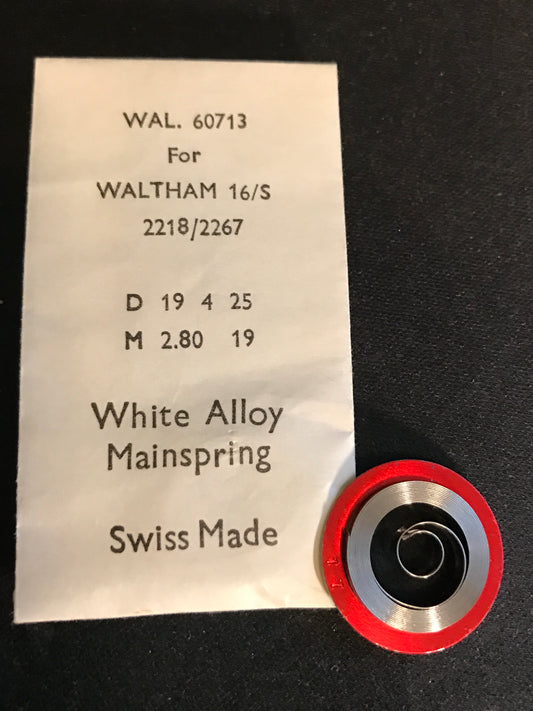 WAL. 60713
For
WALTHAM 16/S
2218/2267
D 19 4 25
M 2.80 19
White Alloy
Mainspring
Swiss Made